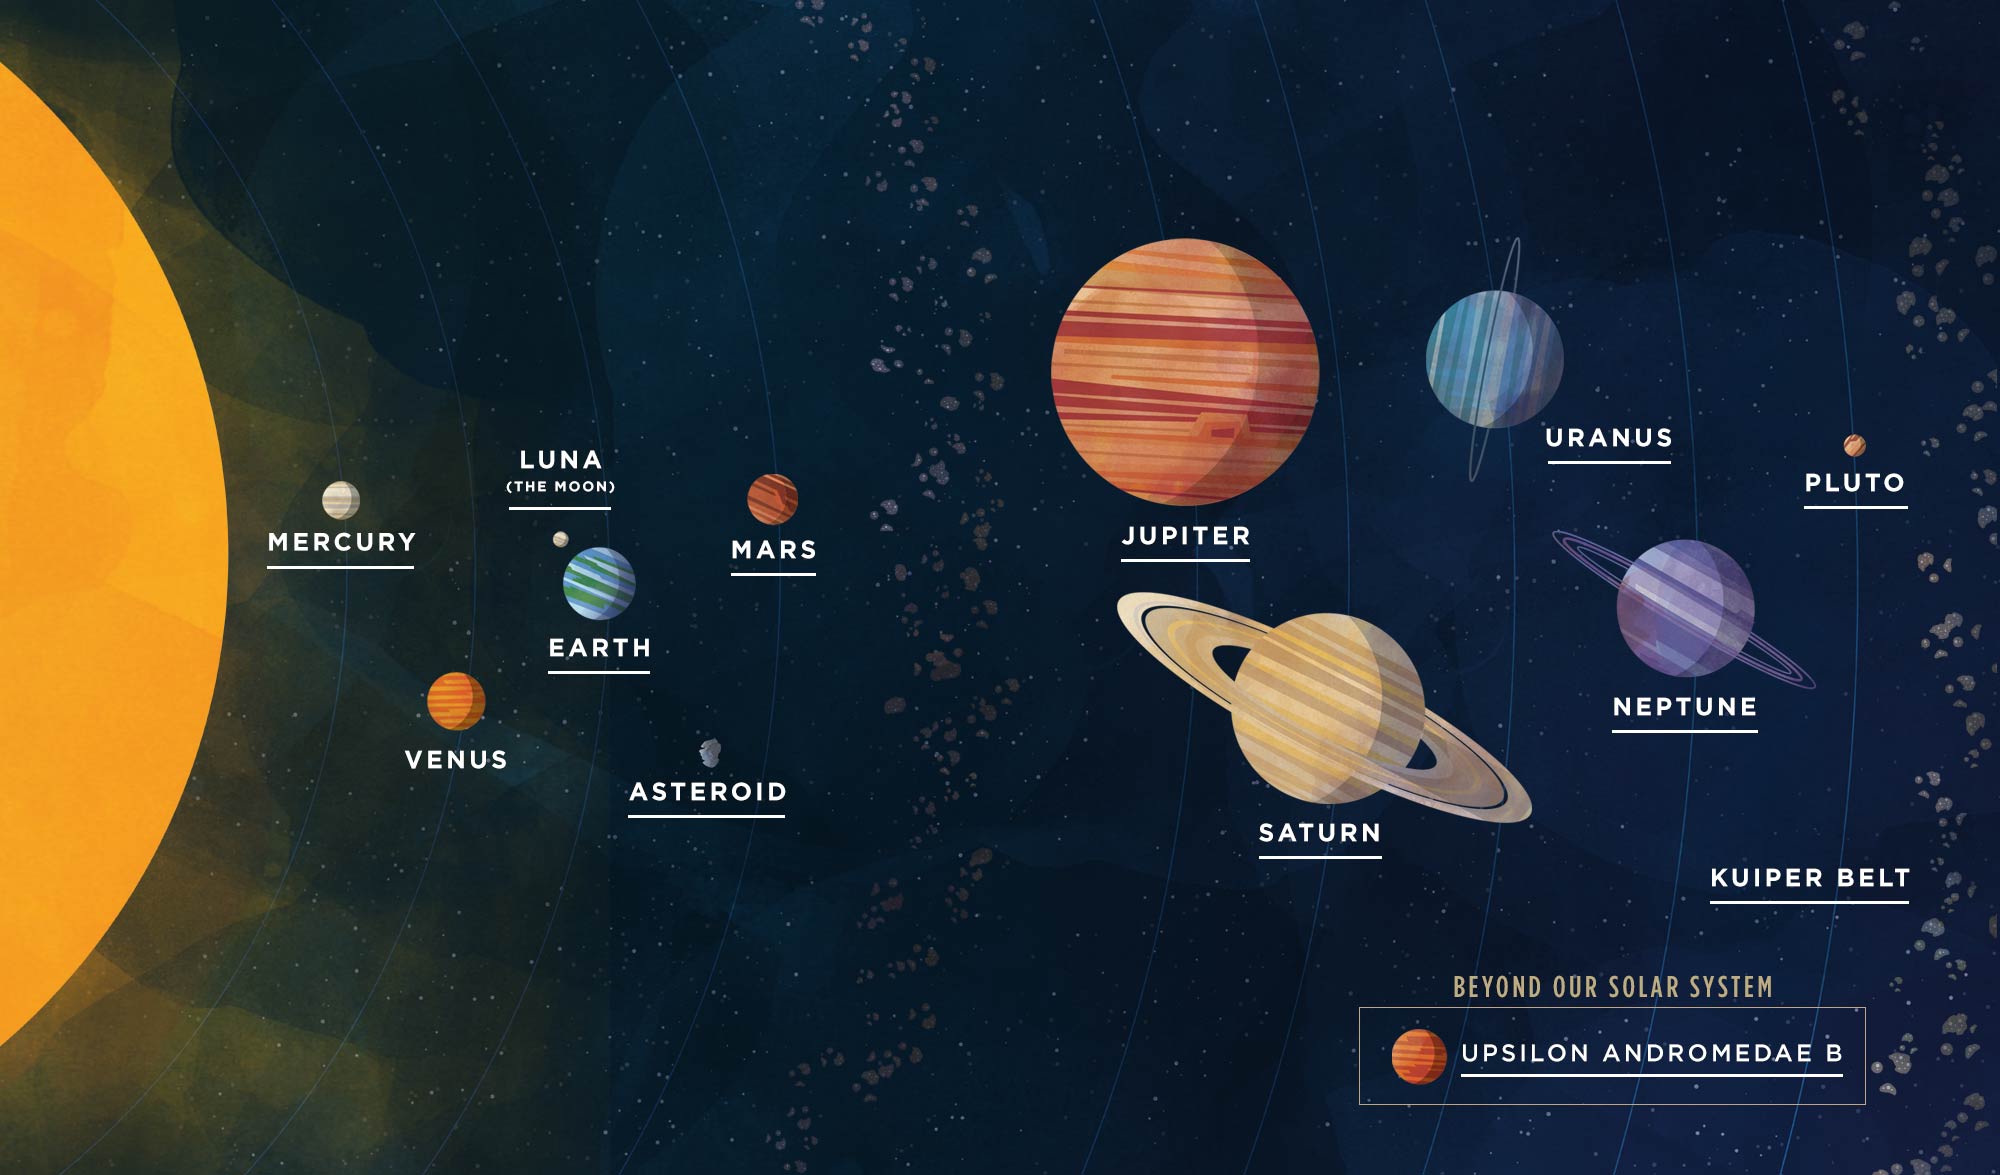 URANUS
LUNA
(THE MOON)
PLUTO
MERCURY
MARS
JUPITER
EARTH
NEPTUNE
VENUS
ASTEROID
SATURN
KUIPER BELT
BEYOND OUR SOLAR SYSTEM
UPSILON ANDROMEDAE B